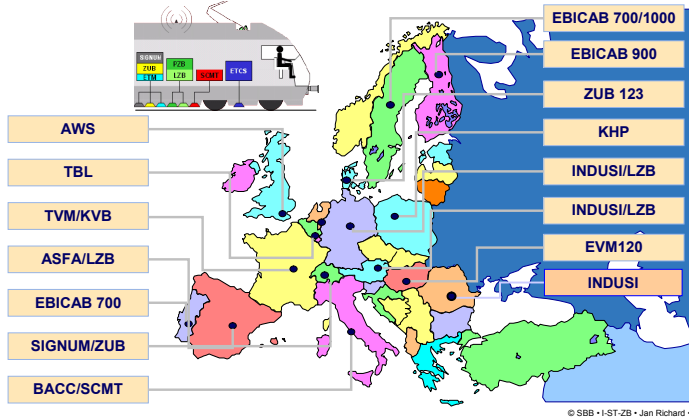 EBICAB 700/1000
EBICAB 900
ZUB 123
KHP
INDUSI/LZB
INDUSI/LZB
EVM120
INDUSI
SIGNUM
ZUB
ETM
PZB
LZB
SCMT
ETCS
AWS
TBL
TVM/KVB
ASFA/LZB
EBICAB 700
SIGNUM/ZUB
BACC/SCMT
© SBB • I-ST-ZB • Jan Richard •